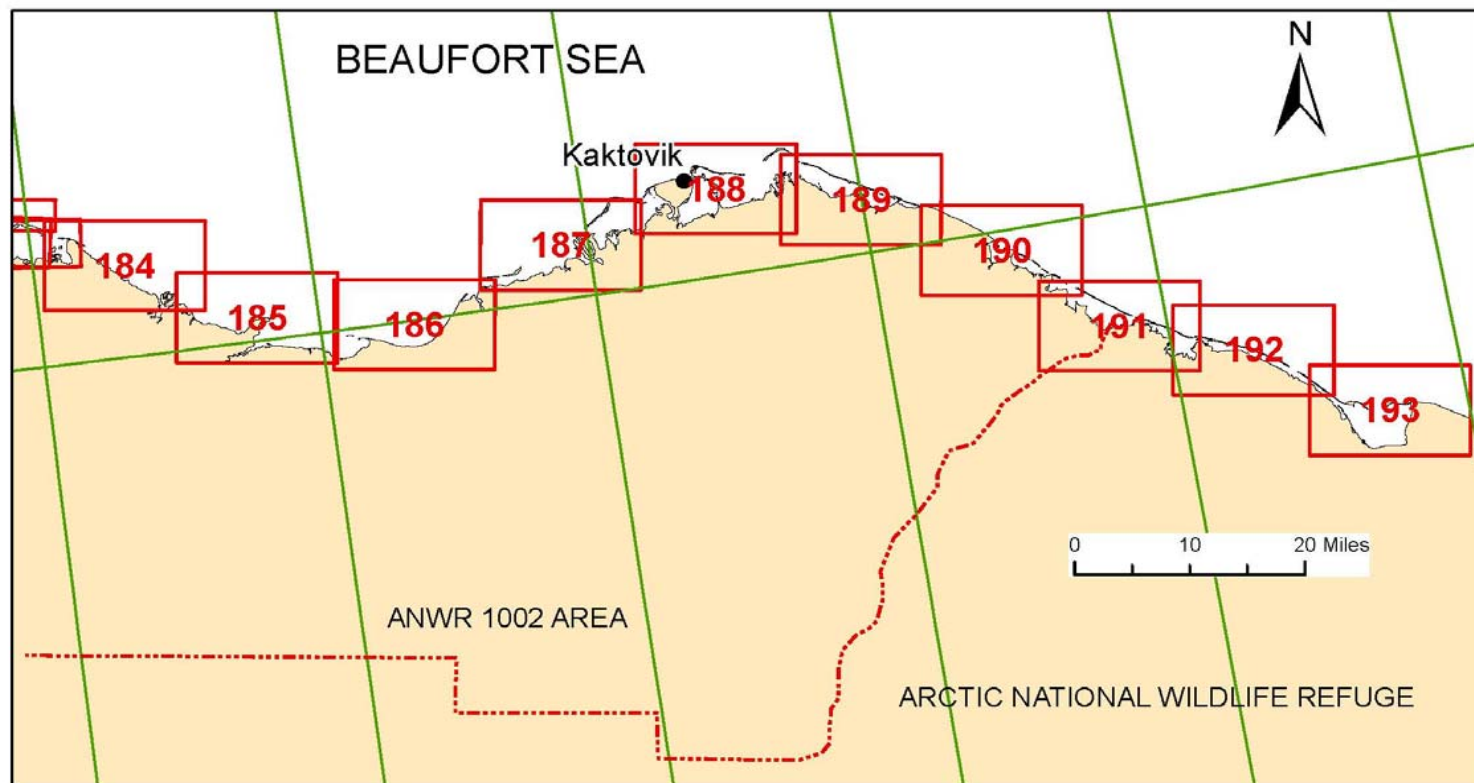 BEAUFORT SEA
N
Kaktovik
188
189
187
190
184
185
186
191
192
193
0 10 20 Miles
ANWR 1002 AREA
ARCTIC NATIONAL WILDLIFE REFUGE